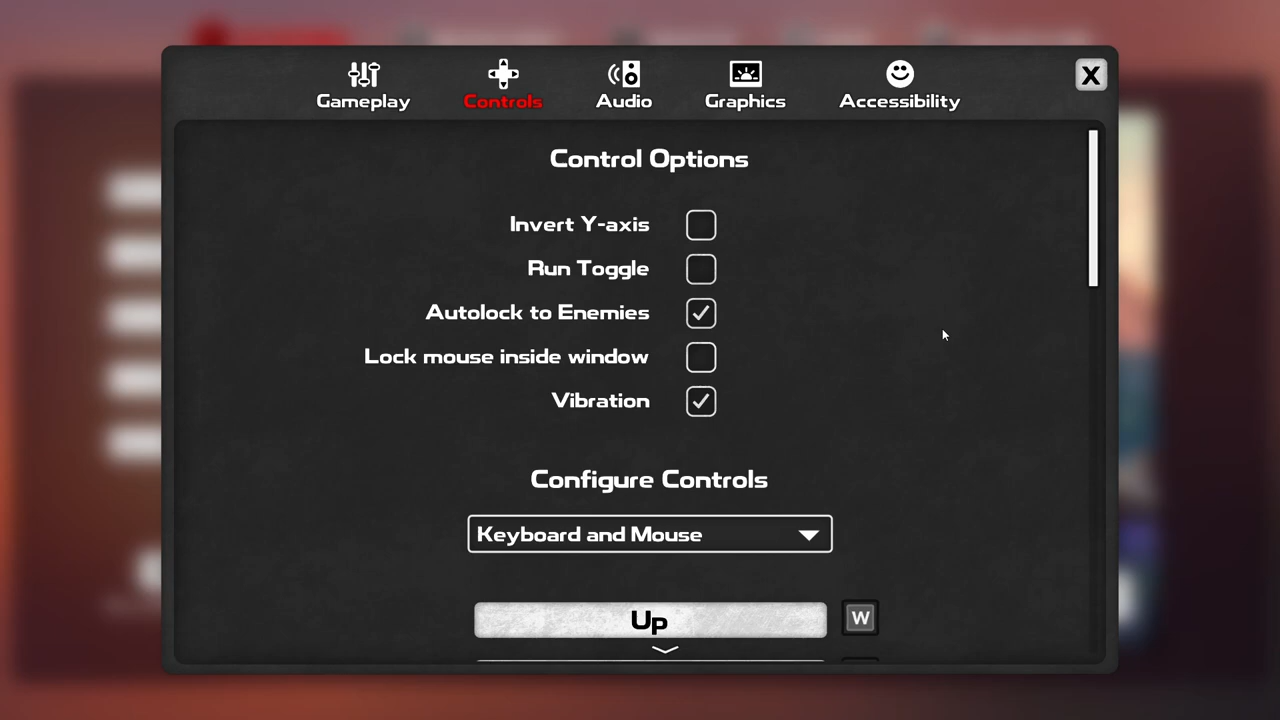 Gameplay
Controls
Audio
Graphics
Accessibility
X
Control Options
Invert Y-axis
Run Toggle
Autolock to Enemies
Lock mouse inside window
Vibration
Configure Controls
Keyboard and Mouse
Up
W